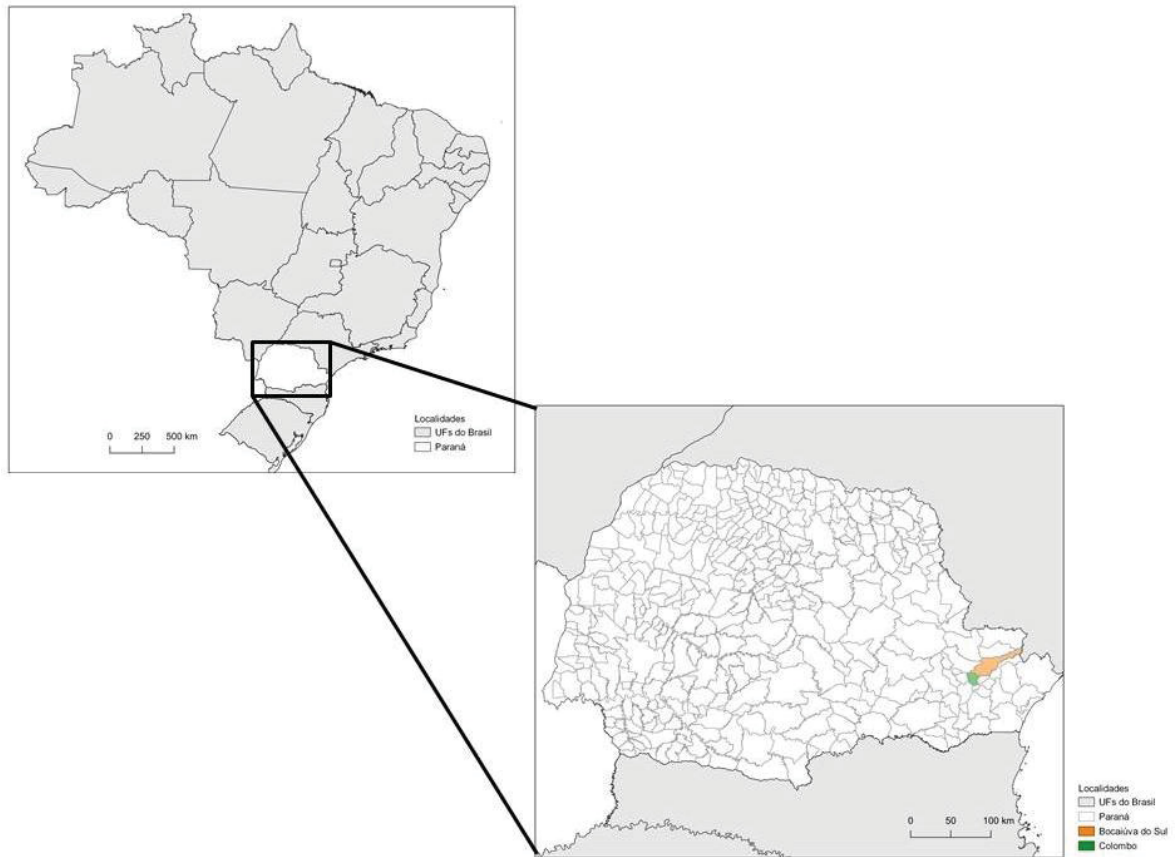 Localidades
UFs do Brasil
Paraná
0 250 500 km
Localidades
UFs do Brasil
Paraná
Bocaiúva do Sul
Colombo
0 50 100 km